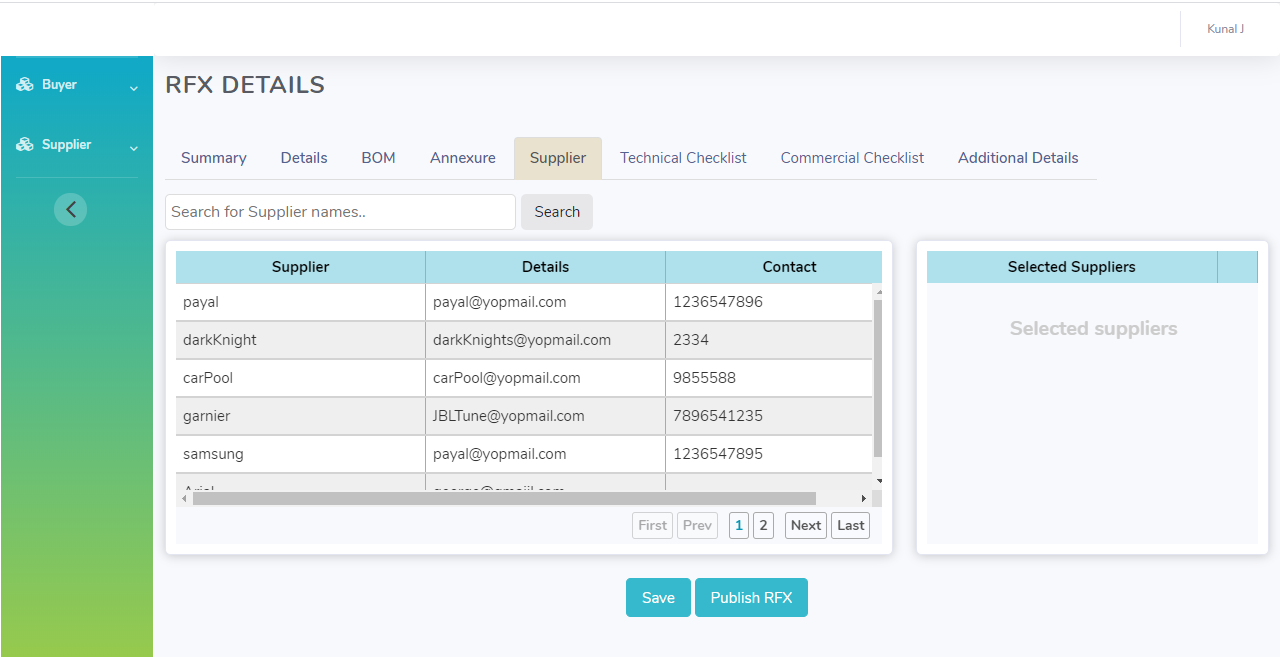 Kunal J
Buyer
Supplier
RFX DETAILS
Summary Details BOM Annexure Supplier Technical Checklist Commercial Checklist Additional Details
Search for Supplier names.. Search
Supplier Details Contact
payal payal@yopmail.com 1236547896
darkKnight darkKnights@yopmail.com 2334
carPool carPool@yopmail.com 9855588
garnier JBLTune@yopmail.com 7896541235
samsung payal@yopmail.com 1236547895
First Prev 1 2 Next Last
Selected Suppliers
Selected suppliers
Save Publish RFX